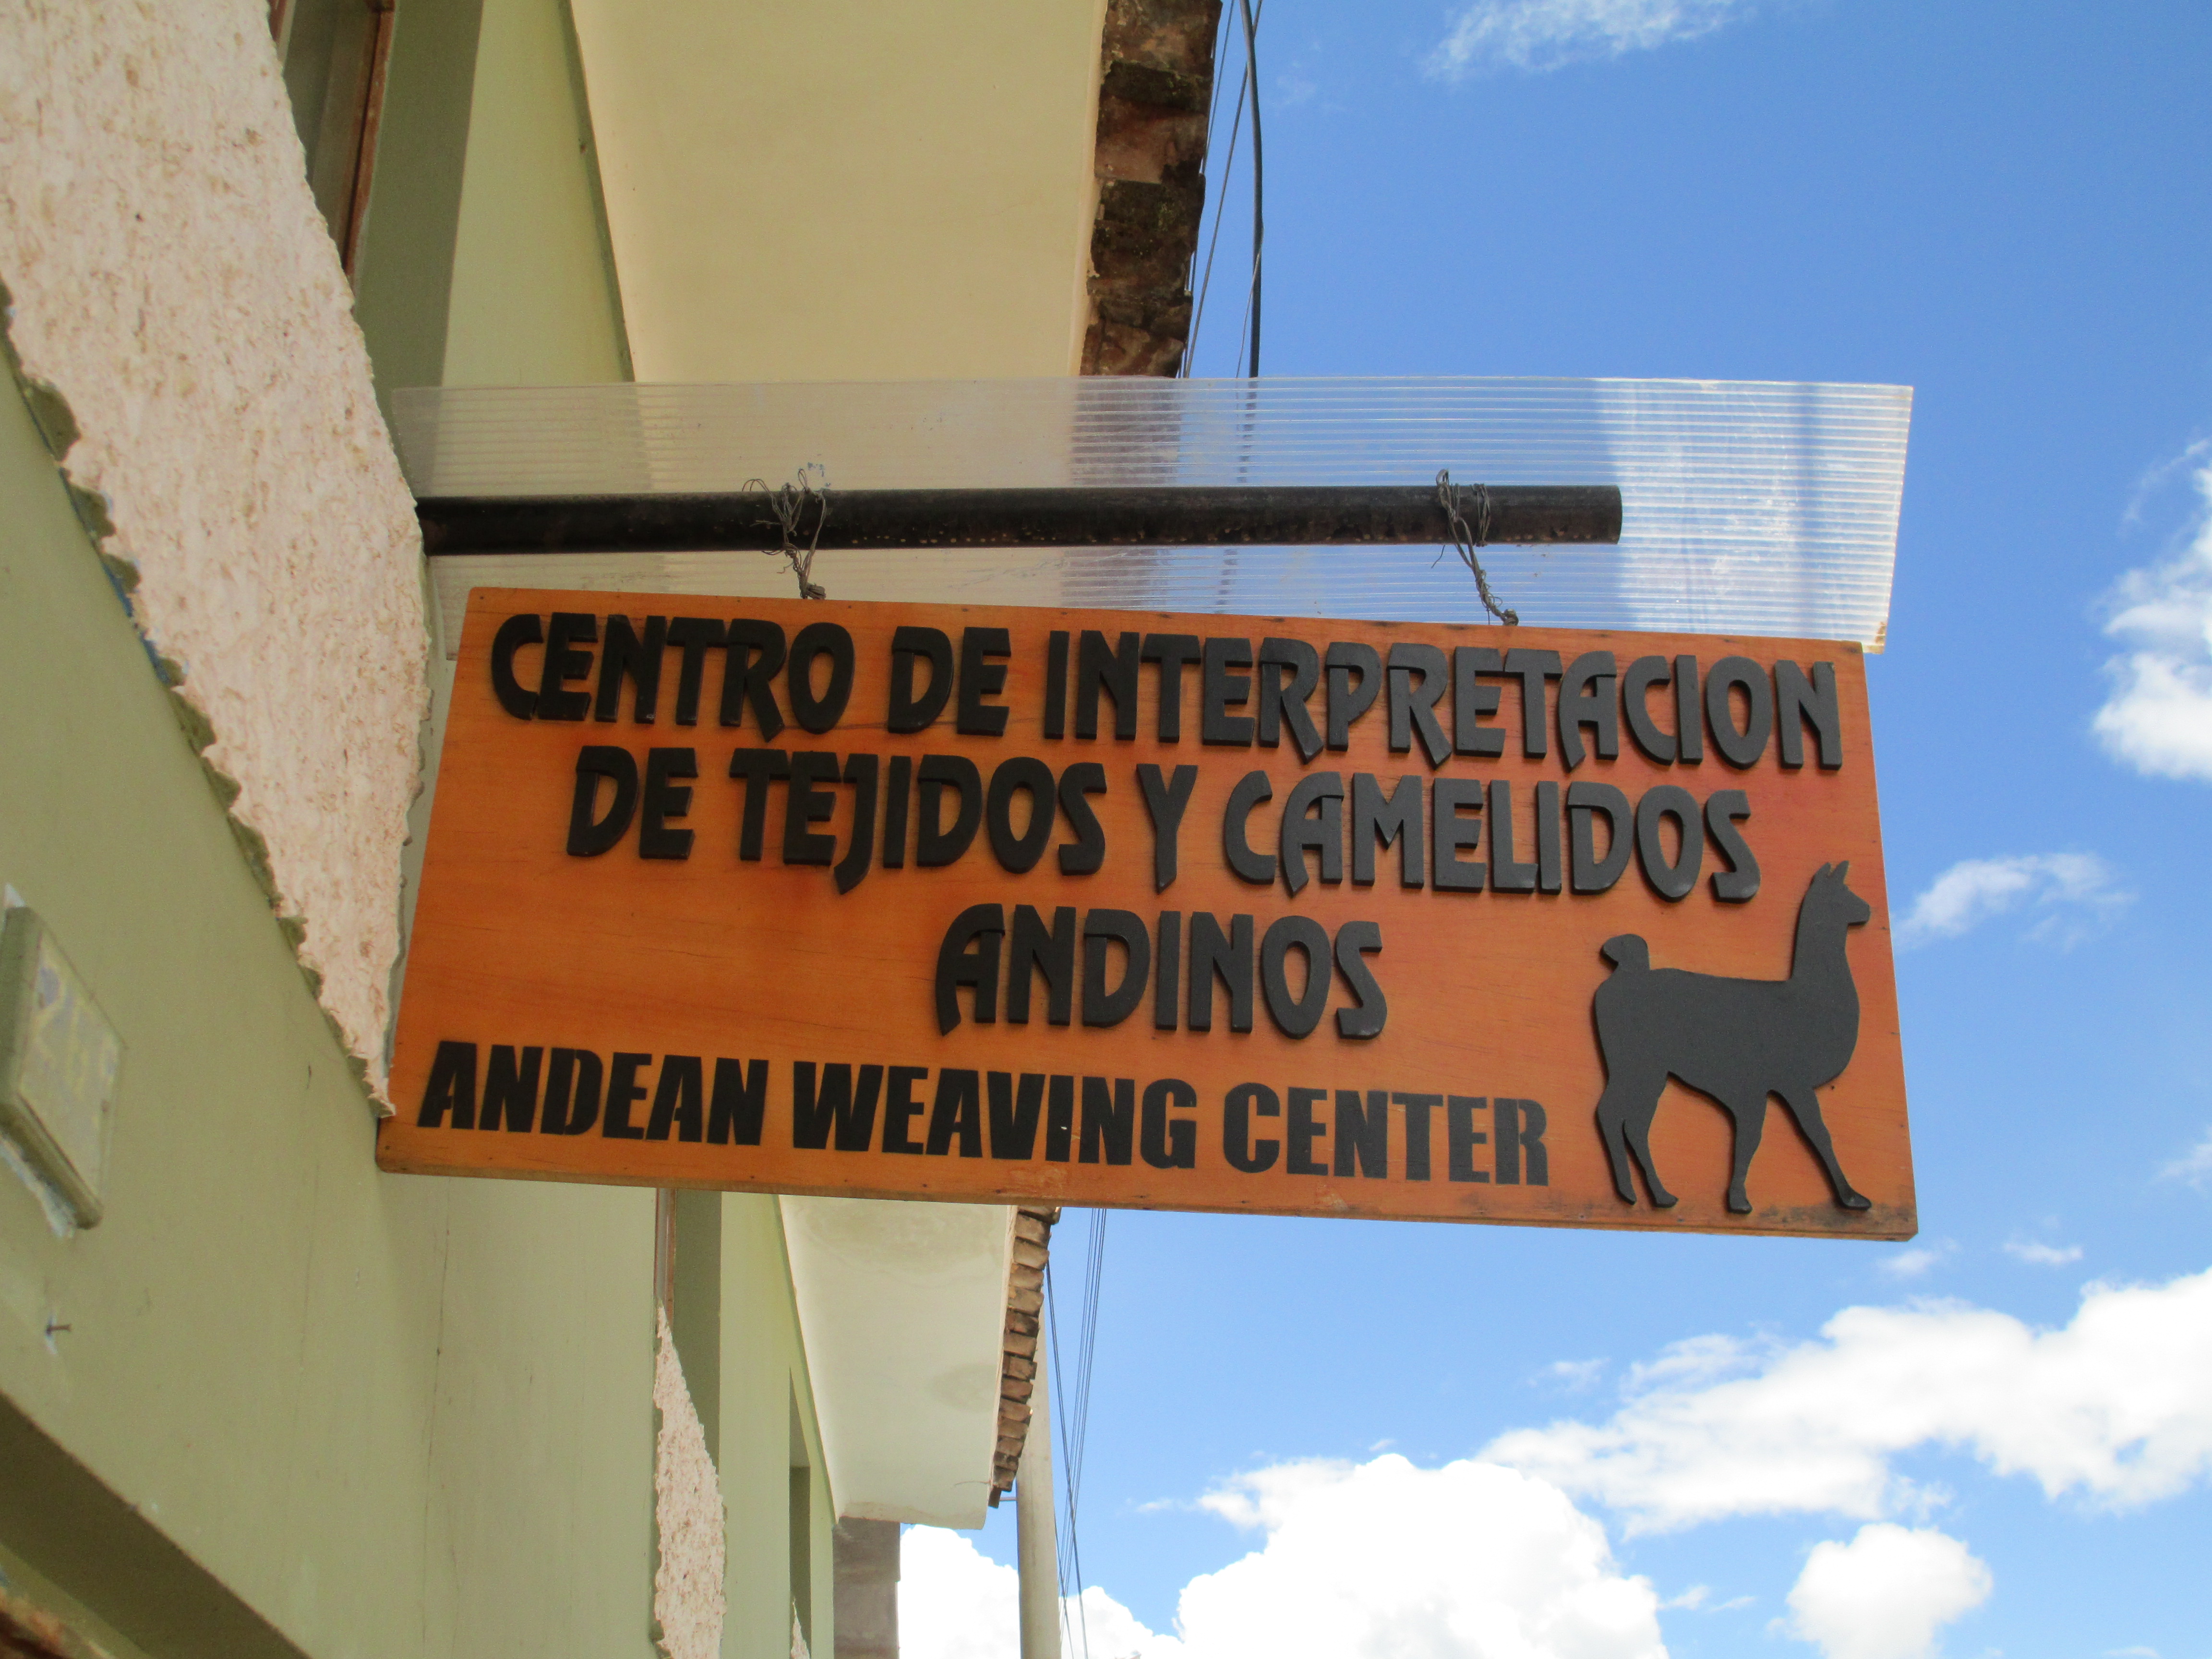 CENTRO DE INTERPRETACION
DE TEJIDOS Y CAMELIDOS
ANDINOS
ANDEAN WEAVING CENTER